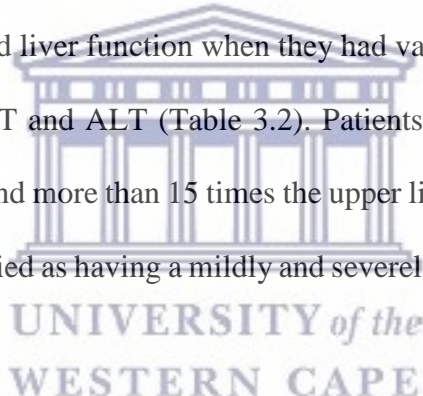 d liver function when they had va
T and ALT (Table 3.2). Patients
nd more than 15 times the upper li
ied as having a mildly and severel
UNIVERSITY of the
WESTERN CAPE